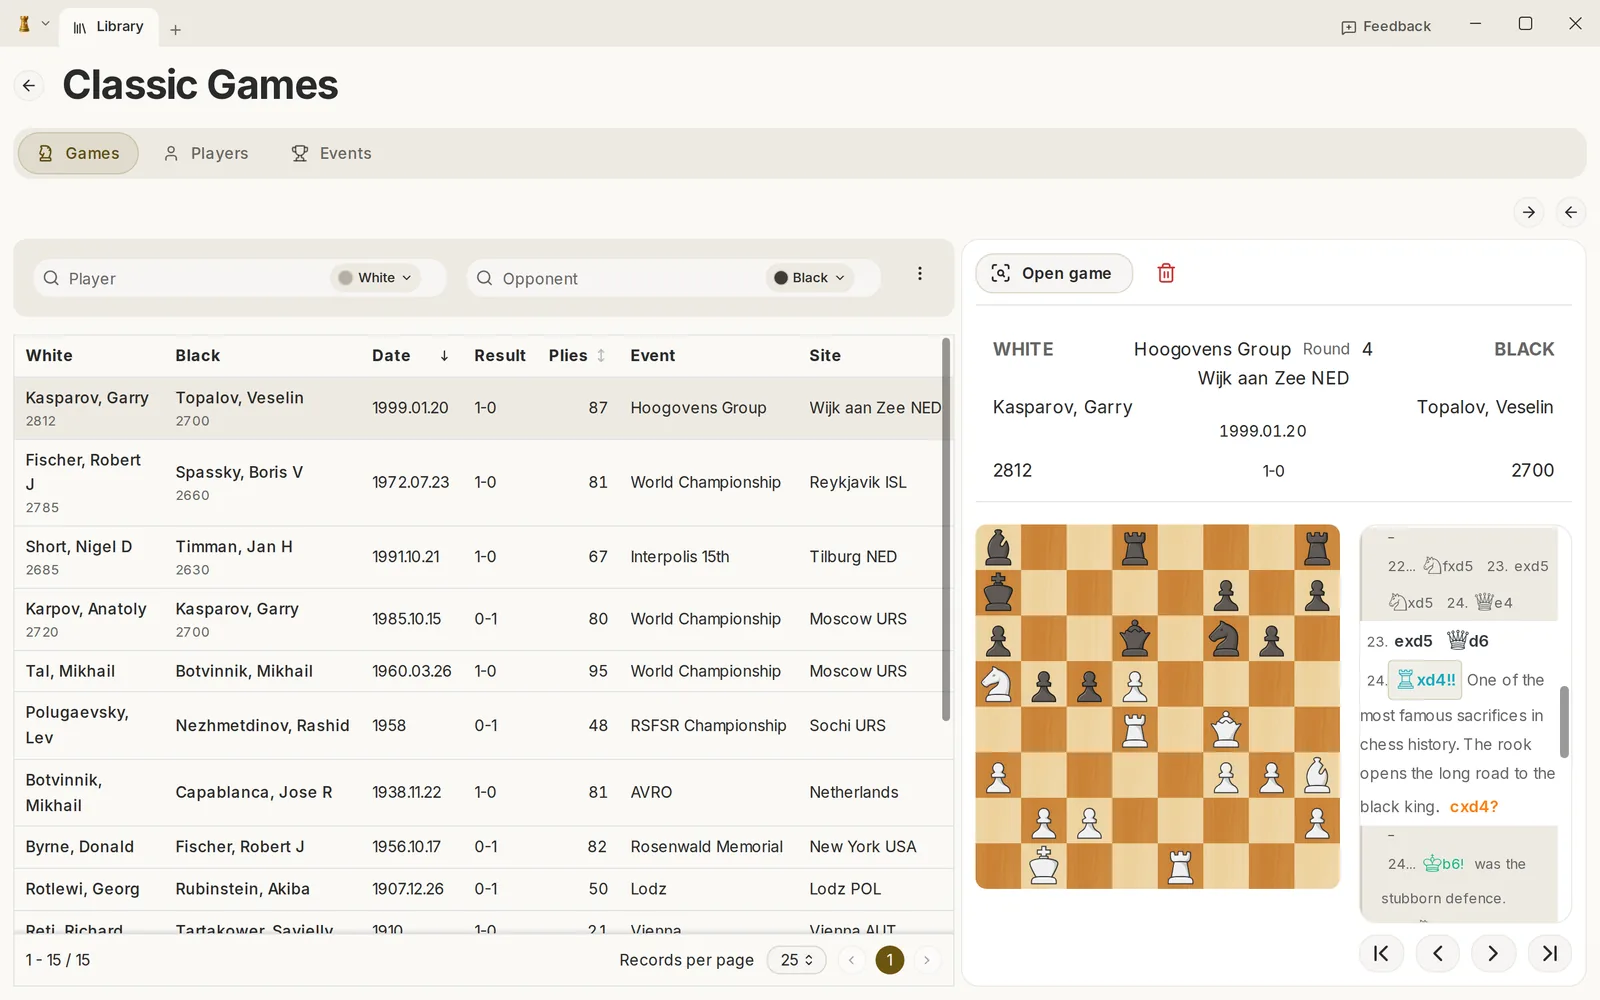 Library
Feedback
Classic Games
Games
Players
Events
Player
White
Opponent
Black
Open game
White Black Date Result Plies Event Site
Kasparov, Garry
2812
Topalov, Veselin
2700
1999.01.20 1-0 87 Hoogovens Group Wijk aan Zee NED
Fischer, Robert
J
2785
Spassky, Boris V
2660
1972.07.23 1-0 81 World Championship Reykjavik ISL
Short, Nigel D
2685
Timman, Jan H
2630
1991.10.21 1-0 67 Interpolis 15th Tilburg NED
Karpov, Anatoly
2720
Kasparov, Garry
2700
1985.10.15 0-1 80 World Championship Moscow URS
Tal, Mikhail Botvinnik, Mikhail 1960.03.26 1-0 95 World Championship Moscow URS
Polugaevsky,
Lev
Nezhmetdinov, Rashid 1958 0-1 48 RSFSR Championship Sochi URS
Botvinnik,
Mikhail
Capablanca, Jose R 1938.11.22 1-0 81 AVRO Netherlands
Byrne, Donald Fischer, Robert J 1956.10.17 0-1 82 Rosenwald Memorial New York USA
Rotlewi, Georg Rubinstein, Akiba 1907.12.26 0-1 50 Lodz Lodz POL
Reti, Richard Tartakower, Savielly 1910 1-0 21 Vienna Vienna AUT
1 - 15 / 15
Records per page 25
1
WHITE
Hoogovens Group Round 4
BLACK
Wijk aan Zee NED
Kasparov, Garry
Topalov, Veselin
1999.01.20
2812
1-0
2700
–
22... ♘fxd5 23. exd5
♘xd5 24. ♕e4
23. exd5 ♕d6
24. ♖xd4!! One of the
most famous sacrifices in
chess history. The rook
opens the long road to the
black king. cxd4?
–
24... ♔b6! was the
stubborn defence.